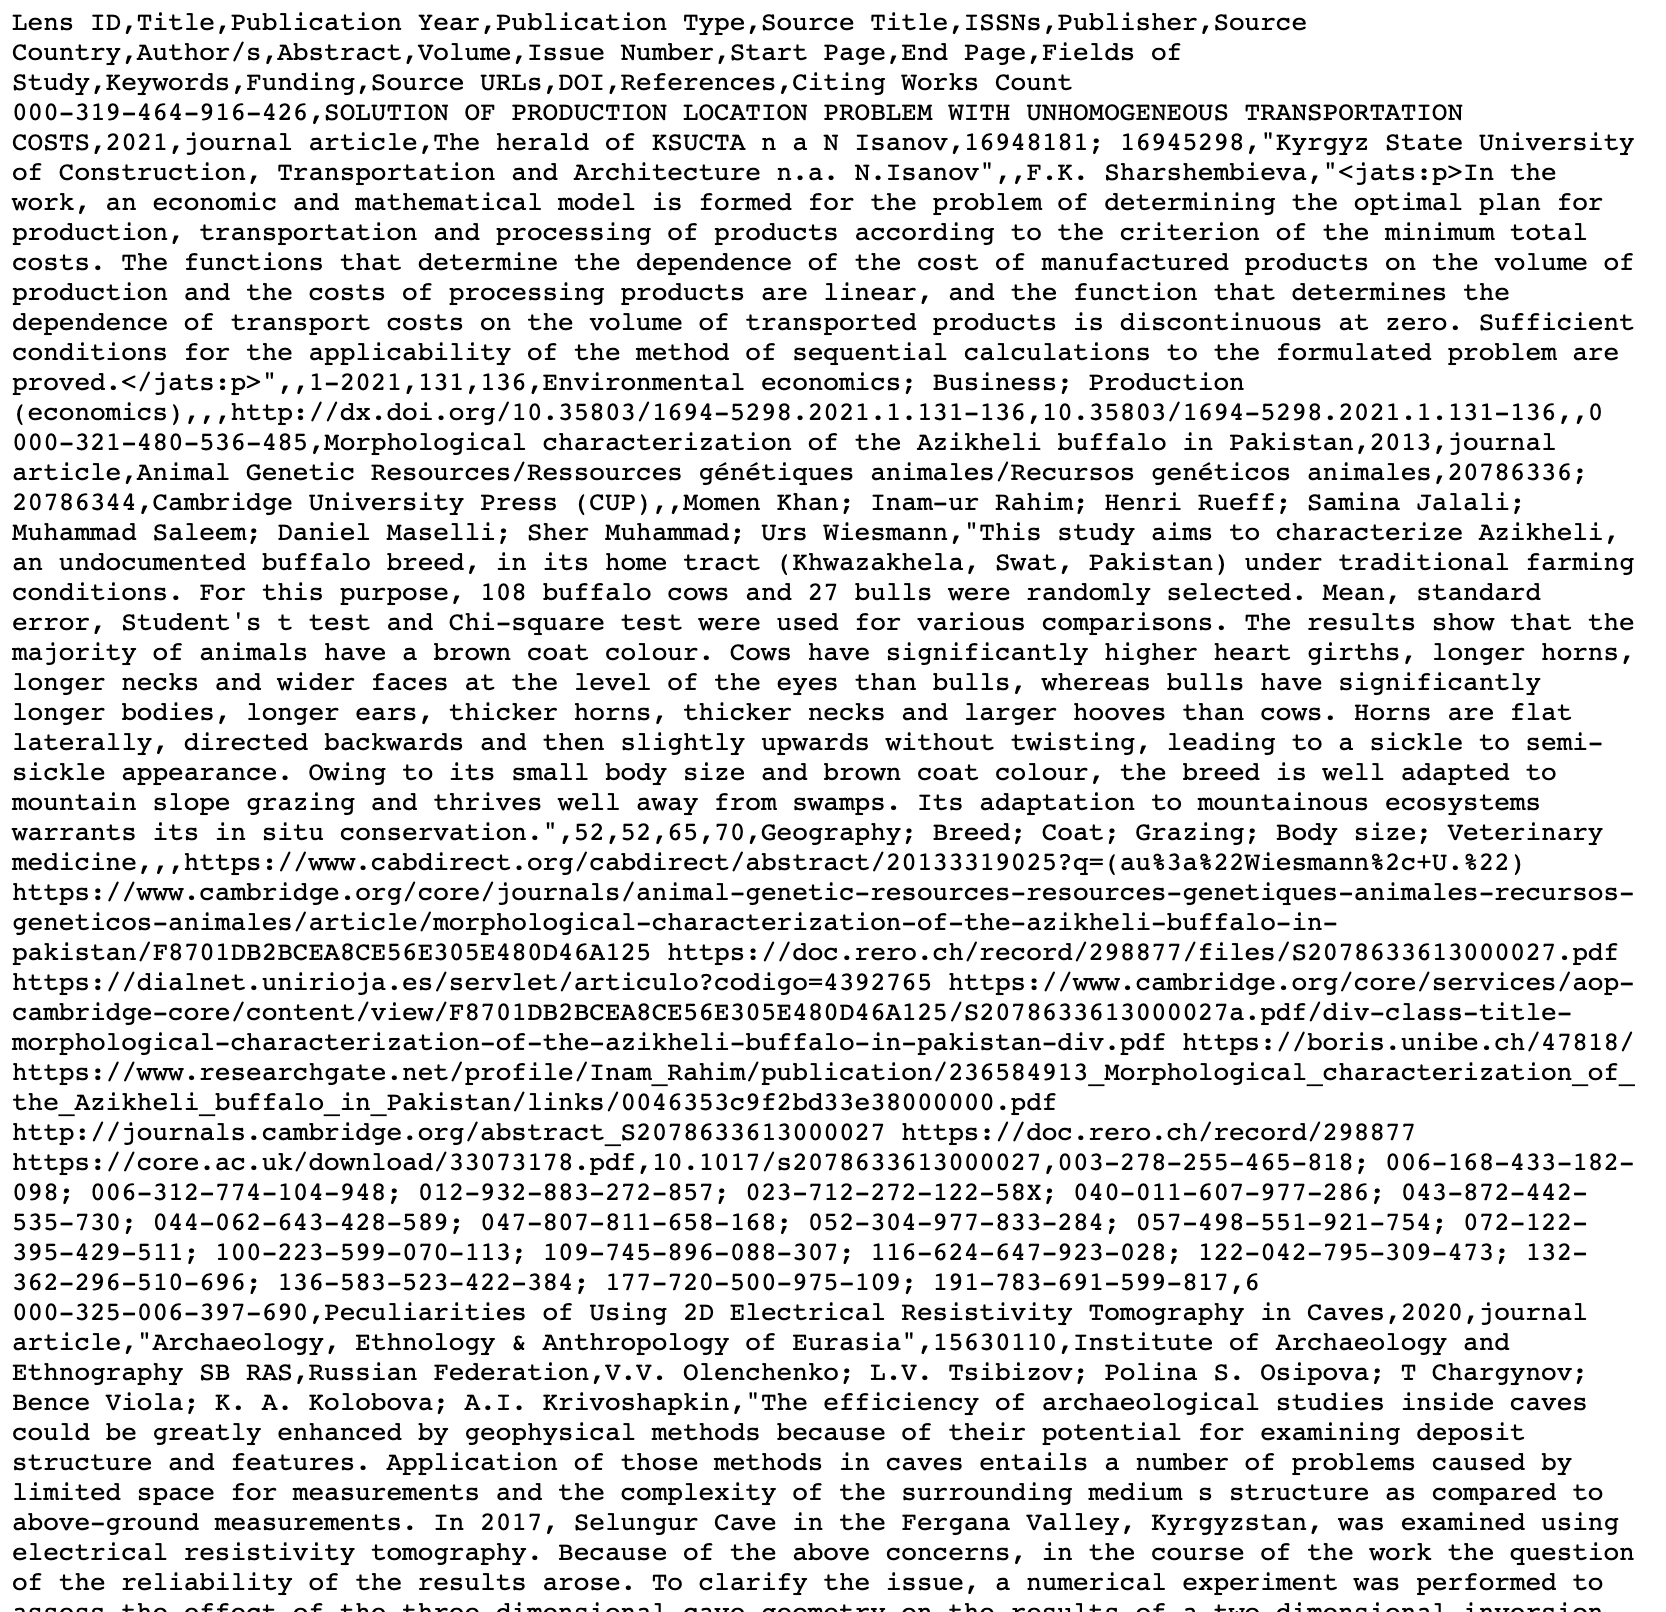 Lens ID,Title,Publication Year,Publication Type,Source Title,ISSNs,Publisher,Source
Country,Author/s,Abstract,Volume,Issue Number,Start Page,End Page,Fields of
Study,Keywords,Funding,Source URLs,DOI,References,Citing Works Count
000-319-464-916-426,SOLUTION OF PRODUCTION LOCATION PROBLEM WITH UNHOMOGENEOUS TRANSPORTATION
COSTS,2021,journal article,The herald of KSUCTA n a N Isanov,16948181; 16945298,"Kyrgyz State University
of Construction, Transportation and Architecture n.a. N.Isanov",,F.K. Sharshembieva,"<jats:p>In the
work, an economic and mathematical model is formed for the problem of determining the optimal plan for
production, transportation and processing of products according to the criterion of the minimum total
costs. The functions that determine the dependence of the cost of manufactured products on the volume of
production and the costs of processing products are linear, and the function that determines the
dependence of transport costs on the volume of transported products is discontinuous at zero. Sufficient
conditions for the applicability of the method of sequential calculations to the formulated problem are
proved.</jats:p>",,1-2021,131,136,Environmental economics; Business; Production
(economics),,,http://dx.doi.org/10.35803/1694-5298.2021.1.131-136,10.35803/1694-5298.2021.1.131-136,,0
000-321-480-536-485,Morphological characterization of the Azikheli buffalo in Pakistan,2013,journal
article,Animal Genetic Resources/Ressources génétiques animales/Recursos genéticos animales,20786336;
20786344,Cambridge University Press (CUP),,Momen Khan; Inam-ur Rahim; Henri Rueff; Samina Jalali;
Muhammad Saleem; Daniel Maselli; Sher Muhammad; Urs Wiesmann,"This study aims to characterize Azikheli,
an undocumented buffalo breed, in its home tract (Khwazakhela, Swat, Pakistan) under traditional farming
conditions. For this purpose, 108 buffalo cows and 27 bulls were randomly selected. Mean, standard
error, Student's t test and Chi-square test were used for various comparisons. The results show that the
majority of animals have a brown coat colour. Cows have significantly higher heart girths, longer horns,
longer necks and wider faces at the level of the eyes than bulls, whereas bulls have significantly
longer bodies, longer ears, thicker horns, thicker necks and larger hooves than cows. Horns are flat
laterally, directed backwards and then slightly upwards without twisting, leading to a sickle to semi-
sickle appearance. Owing to its small body size and brown coat colour, the breed is well adapted to
mountain slope grazing and thrives well away from swamps. Its adaptation to mountainous ecosystems
warrants its in situ conservation.",52,52,65,70,Geography; Breed; Coat; Grazing; Body size; Veterinary
medicine,,,https://www.cabdirect.org/cabdirect/abstract/20133319025?q=(au%3a%22Wiesmann%2c+U.%22)
https://www.cambridge.org/core/journals/animal-genetic-resources-resources-genetiques-animales-recursos-
geneticos-animales/article/morphological-characterization-of-the-azikheli-buffalo-in-
pakistan/F8701DB2BCEA8CE56E305E480D46A125 https://doc.rero.ch/record/298877/files/S2078633613000027.pdf
https://dialnet.unirioja.es/servlet/articulo?codigo=4392765 https://www.cambridge.org/core/services/aop-
cambridge-core/content/view/F8701DB2BCEA8CE56E305E480D46A125/S2078633613000027a.pdf/div-class-title-
morphological-characterization-of-the-azikheli-buffalo-in-pakistan-div.pdf https://boris.unibe.ch/47818/
https://www.researchgate.net/profile/Inam_Rahim/publication/236584913_Morphological_characterization_of_
the_Azikheli_buffalo_in_Pakistan/links/0046353c9f2bd33e38000000.pdf
http://journals.cambridge.org/abstract_S2078633613000027 https://doc.rero.ch/record/298877
https://core.ac.uk/download/33073178.pdf,10.1017/s2078633613000027,003-278-255-465-818; 006-168-433-182-
098; 006-312-774-104-948; 012-932-883-272-857; 023-712-272-122-58X; 040-011-607-977-286; 043-872-442-
535-730; 044-062-643-428-589; 047-807-811-658-168; 052-304-977-833-284; 057-498-551-921-754; 072-122-
395-429-511; 100-223-599-070-113; 109-745-896-088-307; 116-624-647-923-028; 122-042-795-309-473; 132-
362-296-510-696; 136-583-523-422-384; 177-720-500-975-109; 191-783-691-599-817,6
000-325-006-397-690,Peculiarities of Using 2D Electrical Resistivity Tomography in Caves,2020,journal
article,"Archaeology, Ethnology & Anthropology of Eurasia",15630110,Institute of Archaeology and
Ethnography SB RAS,Russian Federation,V.V. Olenchenko; L.V. Tsibizov; Polina S. Osipova; T Chargynov;
Bence Viola; K. A. Kolobova; A.I. Krivoshapkin,"The efficiency of archaeological studies inside caves
could be greatly enhanced by geophysical methods because of their potential for examining deposit
structure and features. Application of those methods in caves entails a number of problems caused by
limited space for measurements and the complexity of the surrounding medium s structure as compared to
above-ground measurements. In 2017, Selungur Cave in the Fergana Valley, Kyrgyzstan, was examined using
electrical resistivity tomography. Because of the above concerns, in the course of the work the question
of the reliability of the results arose. To clarify the issue, a numerical experiment was performed to
assess the effect of the three-dimensional cave geometry on the results of a two-dimensional inversion